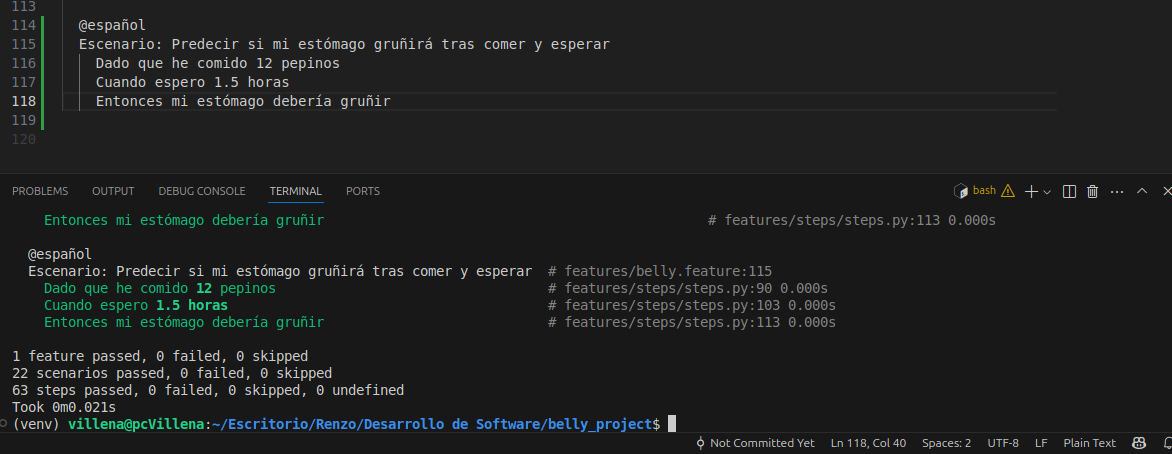 113
114 @español
115 Escenario: Predecir si mi estómago gruñirá tras comer y esperar
116 Dado que he comido 12 pepinos
117 Cuando espero 1.5 horas
118 Entonces mi estómago debería gruñir
119
120
PROBLEMS OUTPUT DEBUG CONSOLE TERMINAL PORTS bash
Entonces mi estómago debería gruñir # features/steps/steps.py:113 0.000s
@español
Escenario: Predecir si mi estómago gruñirá tras comer y esperar # features/belly.feature:115
Dado que he comido 12 pepinos # features/steps/steps.py:90 0.000s
Cuando espero 1.5 horas # features/steps/steps.py:103 0.000s
Entonces mi estómago debería gruñir # features/steps/steps.py:113 0.000s
1 feature passed, 0 failed, 0 skipped
22 scenarios passed, 0 failed, 0 skipped
63 steps passed, 0 failed, 0 skipped, 0 undefined
Took 0m0.021s
(venv) villena@pcVillena:~/Escritorio/Renzo/Desarrollo de Software/belly_project$
Not Committed Yet Ln 118, Col 40 Spaces: 2 UTF-8 LF Plain Text